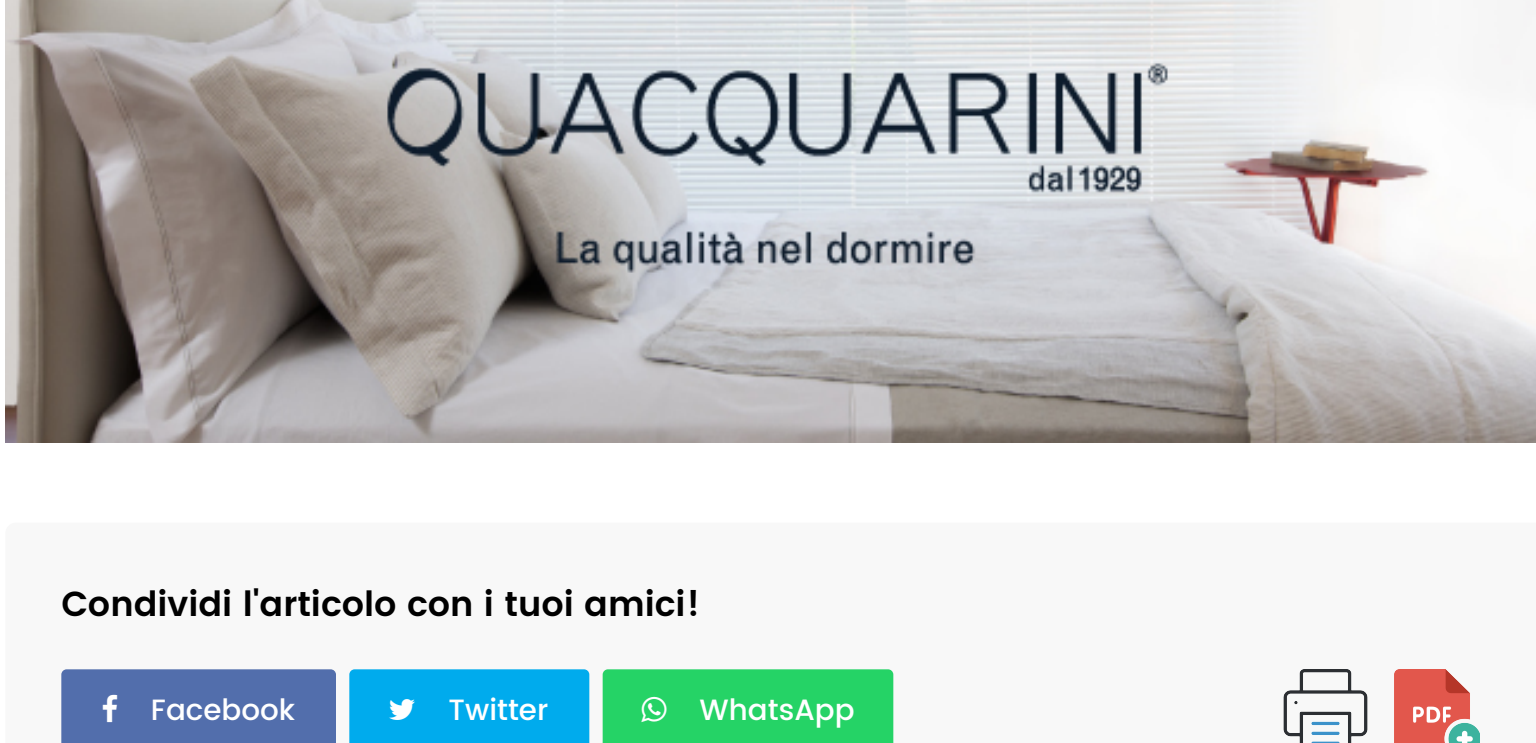 QUACQUARINI®
dal 1929
La qualità nel dormire
Condividi l'articolo con i tuoi amici!
Facebook
Twitter
WhatsApp
PDF